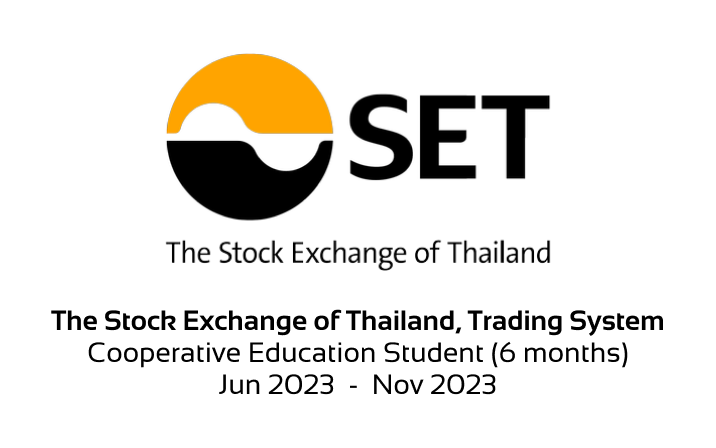 SET
The Stock Exchange of Thailand
The Stock Exchange of Thailand, Trading System
Cooperative Education Student (6 months)
Jun 2023 - Nov 2023